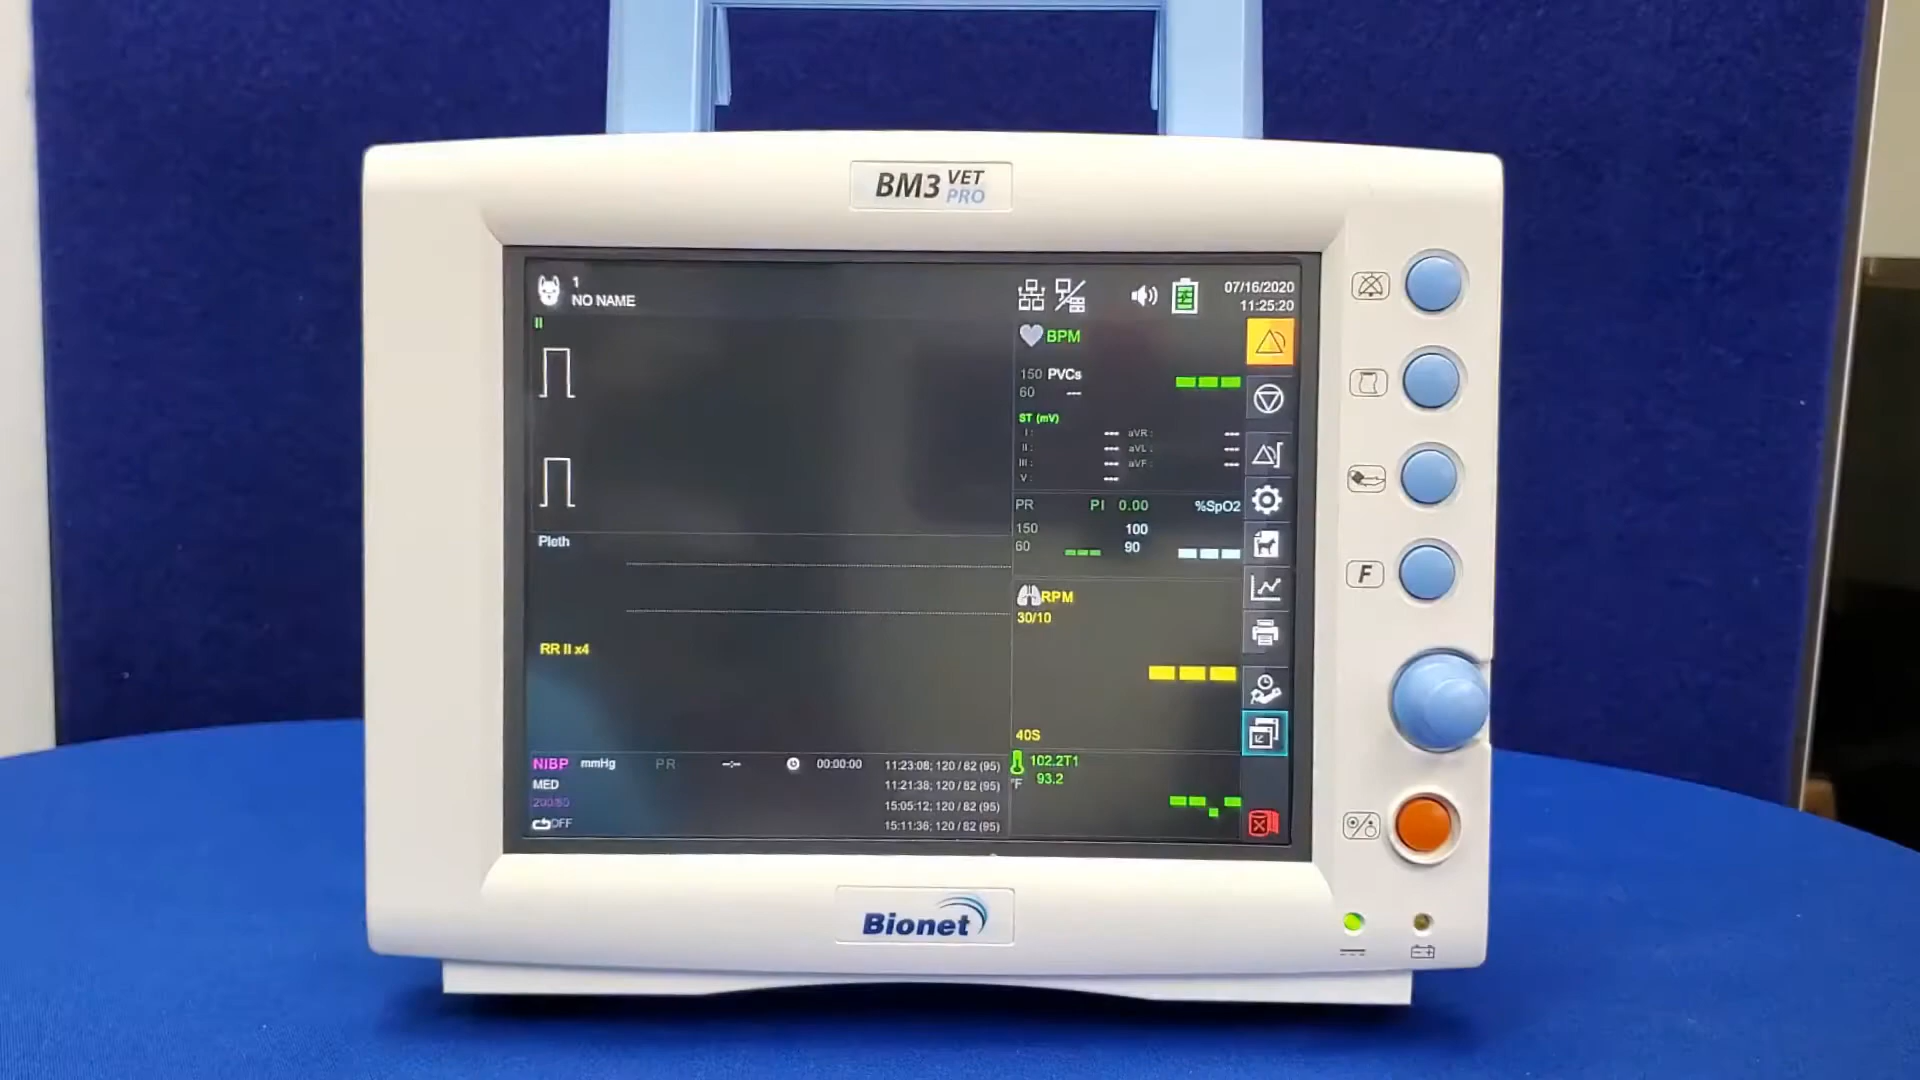 BM3 VET PRO
1
NO NAME
07/16/2020
11:25:20
II
BPM
150 PVCs
60 ---
ST (mV)
I : --- aVR : ---
II : --- aVL : ---
III : --- aVF : ---
V : ---
PR PI 0.00 %SpO2
150 100
60 90
--- ---
Pleth
RPM
30/10
RR II x4
40S
NIBP mmHg PR --:-- 00:00:00
MED
200/80
OFF
11:23:08; 120 / 82 (95)
11:21:38; 120 / 82 (95)
15:05:12; 120 / 82 (95)
15:11:36; 120 / 82 (95)
102.2 T1
°F 93.2
--.-
F
Bionet